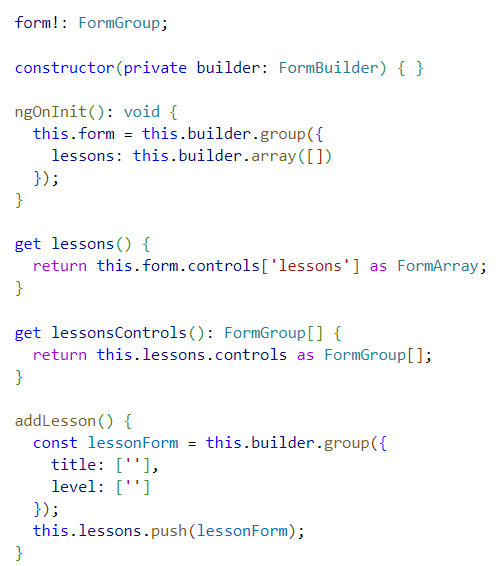 form!: FormGroup;
constructor(private builder: FormBuilder) { }
ngOnInit(): void {
this.form = this.builder.group({
lessons: this.builder.array([])
});
}
get lessons() {
return this.form.controls['lessons'] as FormArray;
}
get lessonsControls(): FormGroup[] {
return this.lessons.controls as FormGroup[];
}
addLesson() {
const lessonForm = this.builder.group({
title: [''],
level: ['']
});
this.lessons.push(lessonForm);
}